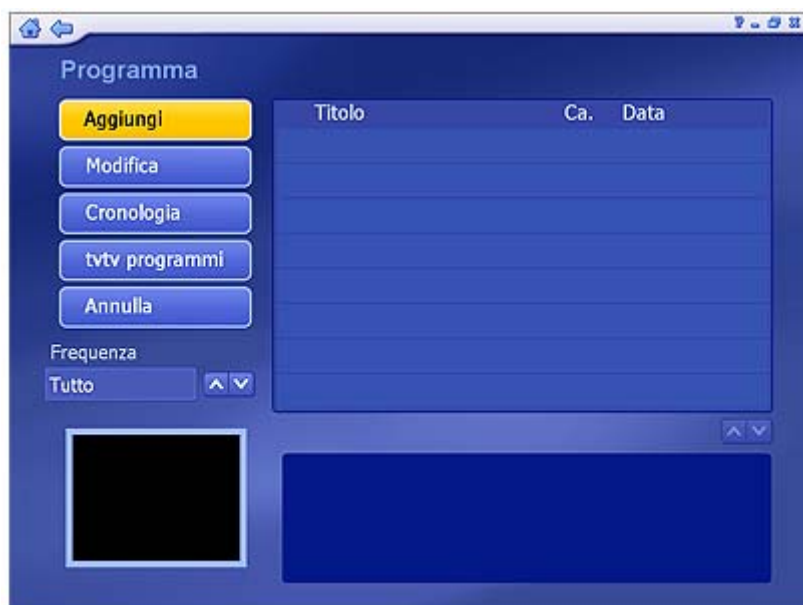 Programma
Aggiungi
Modifica
Cronologia
tvtv programmi
Annulla
Frequenza
Tutto
Titolo Ca. Data